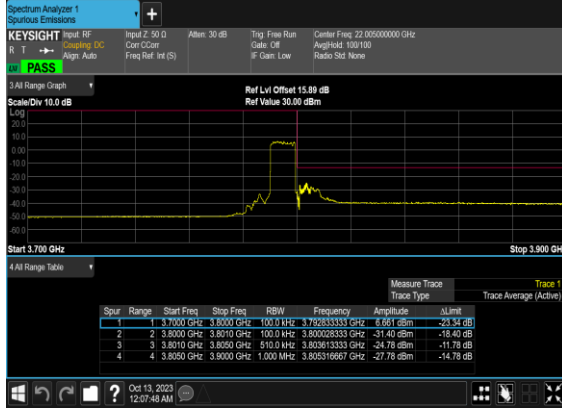 Spectrum Analyzer 1
Spurious Emissions
+
KEYSIGHT Input: RF Input Z: 50 Ω Atten: 30 dB Trig: Free Run Center Freq: 22.005000000 GHz
R T Coupling: DC Corr CCorr Gate: Off Avg|Hold: 100/100
Align: Auto Freq Ref: Int (S) IF Gain: Low Radio Std: None
LXI PASS
3 All Range Graph
Ref Lvl Offset 15.89 dB
Scale/Div 10.0 dB Ref Value 30.00 dBm
Log
20.0
10.0
0.00
-10.0
-20.0
-30.0
-40.0
-50.0
-60.0
Start 3.700 GHz Stop 3.900 GH
4 All Range Table
Measure Trace Trace 1
Trace Type Trace Average (Active)
Spur Range Start Freq Stop Freq RBW Frequency Amplitude ΔLimit
1 1 3.7000 GHz 3.8000 GHz 100.0 kHz 3.792833333 GHz 6.661 dBm -23.34 dB
2 2 3.8000 GHz 3.8010 GHz 100.0 kHz 3.800028333 GHz -31.40 dBm -18.40 dB
3 3 3.8010 GHz 3.8050 GHz 510.0 kHz 3.803613333 GHz -24.78 dBm -11.78 dB
4 4 3.8050 GHz 3.9000 GHz 1.000 MHz 3.805316667 GHz -27.78 dBm -14.78 dB
? Oct 13, 2023
12:07:48 AM